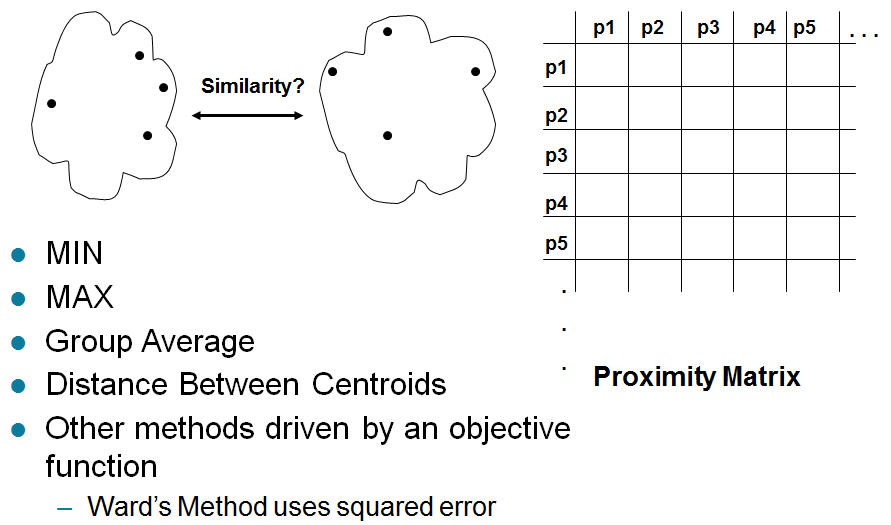 Similarity?
p1 p2 p3 p4 p5 . . .
p1
p2
p3
p4
p5
.
.
.
Proximity Matrix
MIN
MAX
Group Average
Distance Between Centroids
Other methods driven by an objective
function
– Ward's Method uses squared error